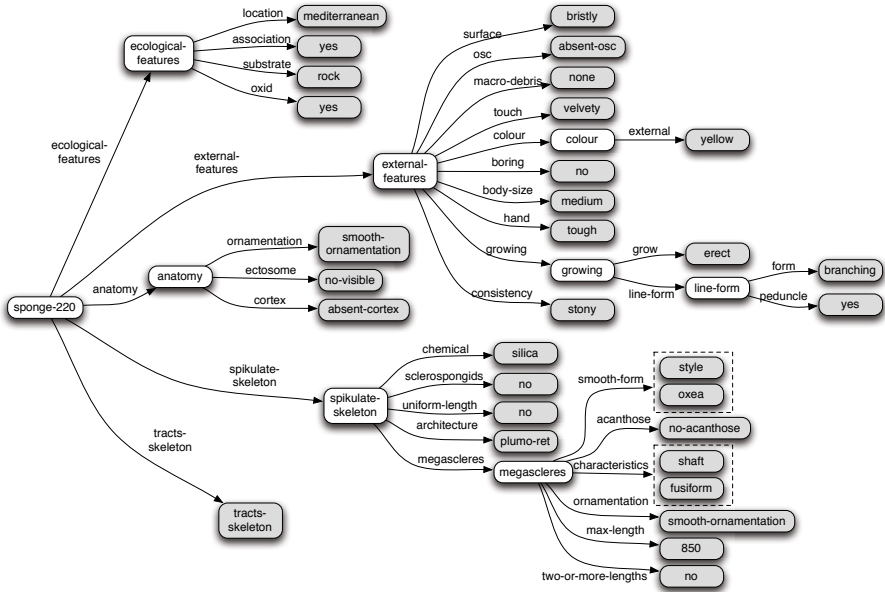 location
mediterranean
ecological-
features
association
yes
substrate
rock
oxid
yes
ecological-
features
surface
bristly
osc
absent-osc
macro-debris
none
touch
velvety
colour
colour
external
yellow
external-
features
external-
features
boring
no
body-size
medium
hand
tough
growing
growing
grow
erect
line-form
line-form
form
branching
peduncle
yes
consistency
stony
sponge-220
anatomy
anatomy
ornamentation
smooth-
ornamentation
ectosome
no-visible
cortex
absent-cortex
spikulate-
skeleton
spikulate-
skeleton
chemical
silica
sclerospongids
no
uniform-length
no
architecture
plumo-ret
megascleres
megascleres
smooth-form
style
oxea
acanthose
no-acanthose
characteristics
shaft
fusiform
ornamentation
smooth-ornamentation
max-length
850
two-or-more-lengths
no
tracts-
skeleton
tracts-
skeleton